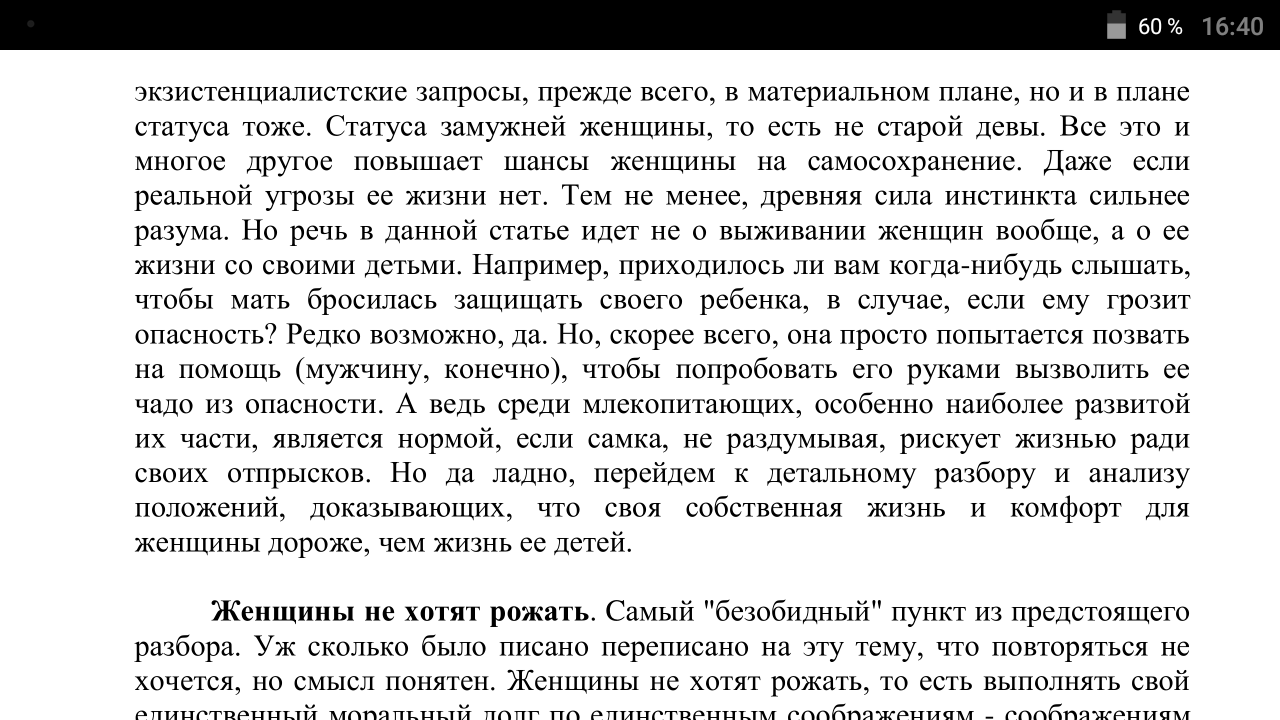 60 % 16:40
экзистенциалистские запросы, прежде всего, в материальном плане, но и в плане
статуса тоже. Статуса замужней женщины, то есть не старой девы. Все это и
многое другое повышает шансы женщины на самосохранение. Даже если
реальной угрозы ее жизни нет. Тем не менее, древняя сила инстинкта сильнее
разума. Но речь в данной статье идет не о выживании женщин вообще, а о ее
жизни со своими детьми. Например, приходилось ли вам когда-нибудь слышать,
чтобы мать бросилась защищать своего ребенка, в случае, если ему грозит
опасность? Редко возможно, да. Но, скорее всего, она просто попытается позвать
на помощь (мужчину, конечно), чтобы попробовать его руками вызволить ее
чадо из опасности. А ведь среди млекопитающих, особенно наиболее развитой
их части, является нормой, если самка, не раздумывая, рискует жизнью ради
своих отпрысков. Но да ладно, перейдем к детальному разбору и анализу
положений, доказывающих, что своя собственная жизнь и комфорт для
женщины дороже, чем жизнь ее детей.
Женщины не хотят рожать. Самый "безобидный" пункт из предстоящего
разбора. Уж сколько было писано переписано на эту тему, что повторяться не
хочется, но смысл понятен. Женщины не хотят рожать, то есть выполнять свой
единственный моральный долг по единственным соображениям - соображениям